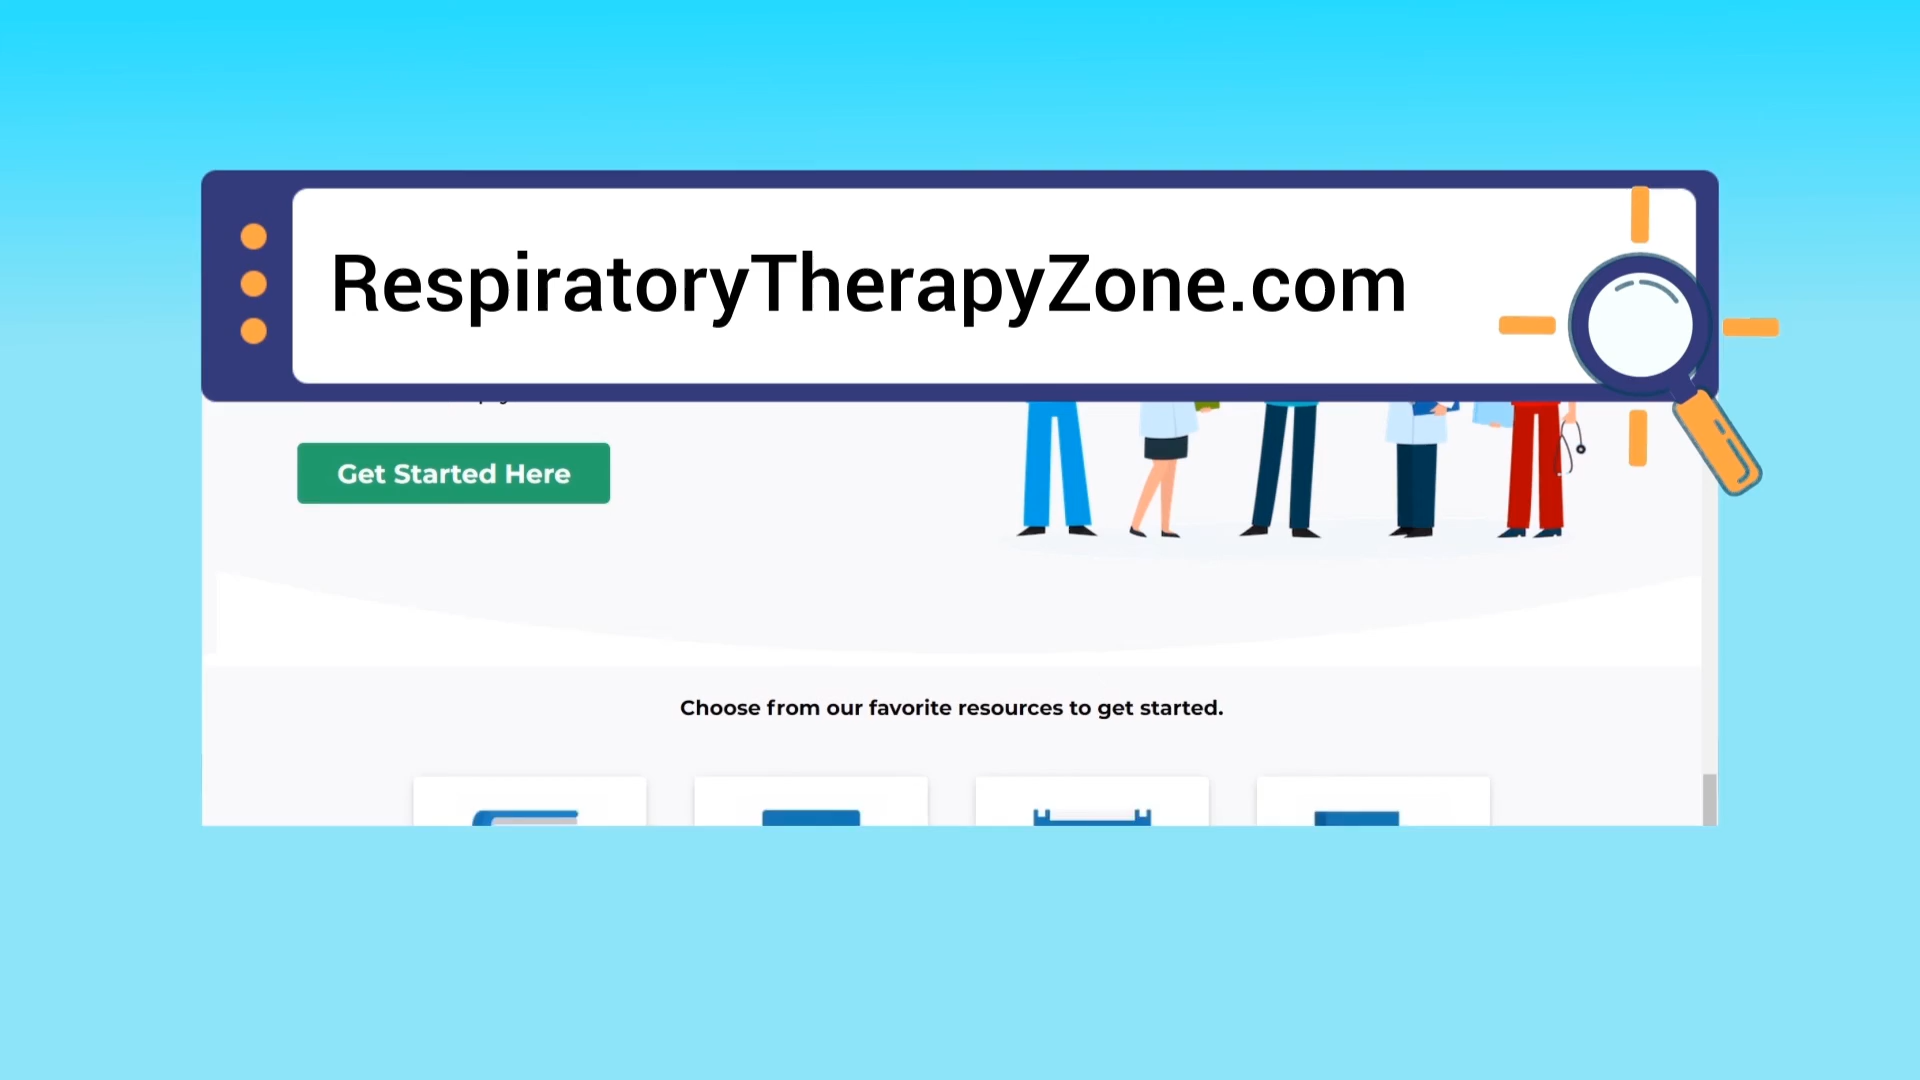 RespiratoryTherapyZone.com
Get Started Here
Choose from our favorite resources to get started.